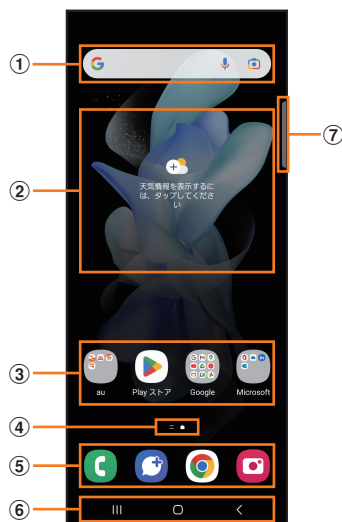 ①
⑦
②
天気情報を表示するに
は、タップしてくださ
い
③
au
Play ストア
Google
Microsoft
④
⑤
⑥